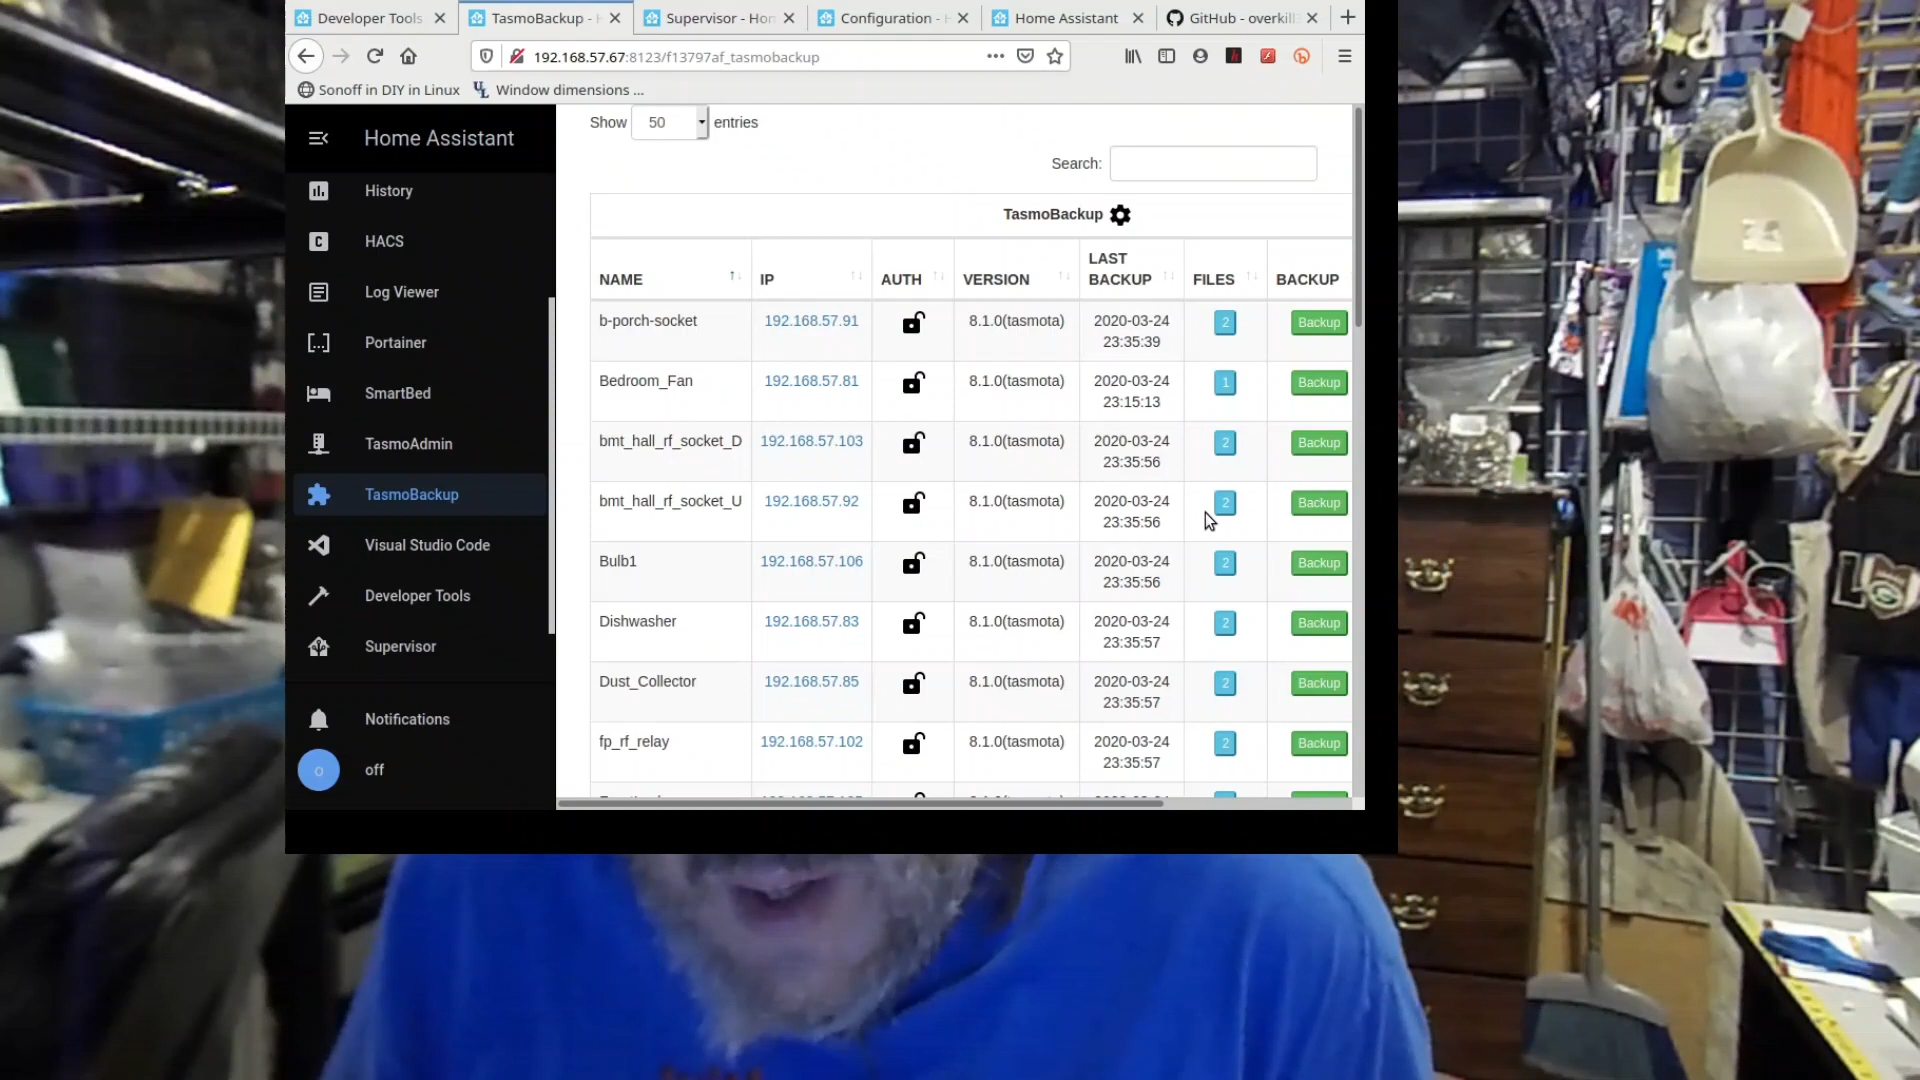 Developer Tools
TasmoBackup - H
Supervisor - Hon
Configuration - H
Home Assistant
GitHub - overkill
192.168.57.67:8123/f13797af_tasmobackup
Sonoff in DIY in Linux
UL Window dimensions ...
Home Assistant
History
HACS
Log Viewer
Portainer
SmartBed
TasmoAdmin
TasmoBackup
Visual Studio Code
Developer Tools
Supervisor
Notifications
o off
Show 50 entries
Search:
TasmoBackup
NAME IP AUTH VERSION LAST BACKUP FILES BACKUP
b-porch-socket 192.168.57.91 8.1.0(tasmota) 2020-03-24 23:35:39 2 Backup
Bedroom_Fan 192.168.57.81 8.1.0(tasmota) 2020-03-24 23:15:13 1 Backup
bmt_hall_rf_socket_D 192.168.57.103 8.1.0(tasmota) 2020-03-24 23:35:56 2 Backup
bmt_hall_rf_socket_U 192.168.57.92 8.1.0(tasmota) 2020-03-24 23:35:56 2 Backup
Bulb1 192.168.57.106 8.1.0(tasmota) 2020-03-24 23:35:56 2 Backup
Dishwasher 192.168.57.83 8.1.0(tasmota) 2020-03-24 23:35:57 2 Backup
Dust_Collector 192.168.57.85 8.1.0(tasmota) 2020-03-24 23:35:57 2 Backup
fp_rf_relay 192.168.57.102 8.1.0(tasmota) 2020-03-24 23:35:57 2 Backup